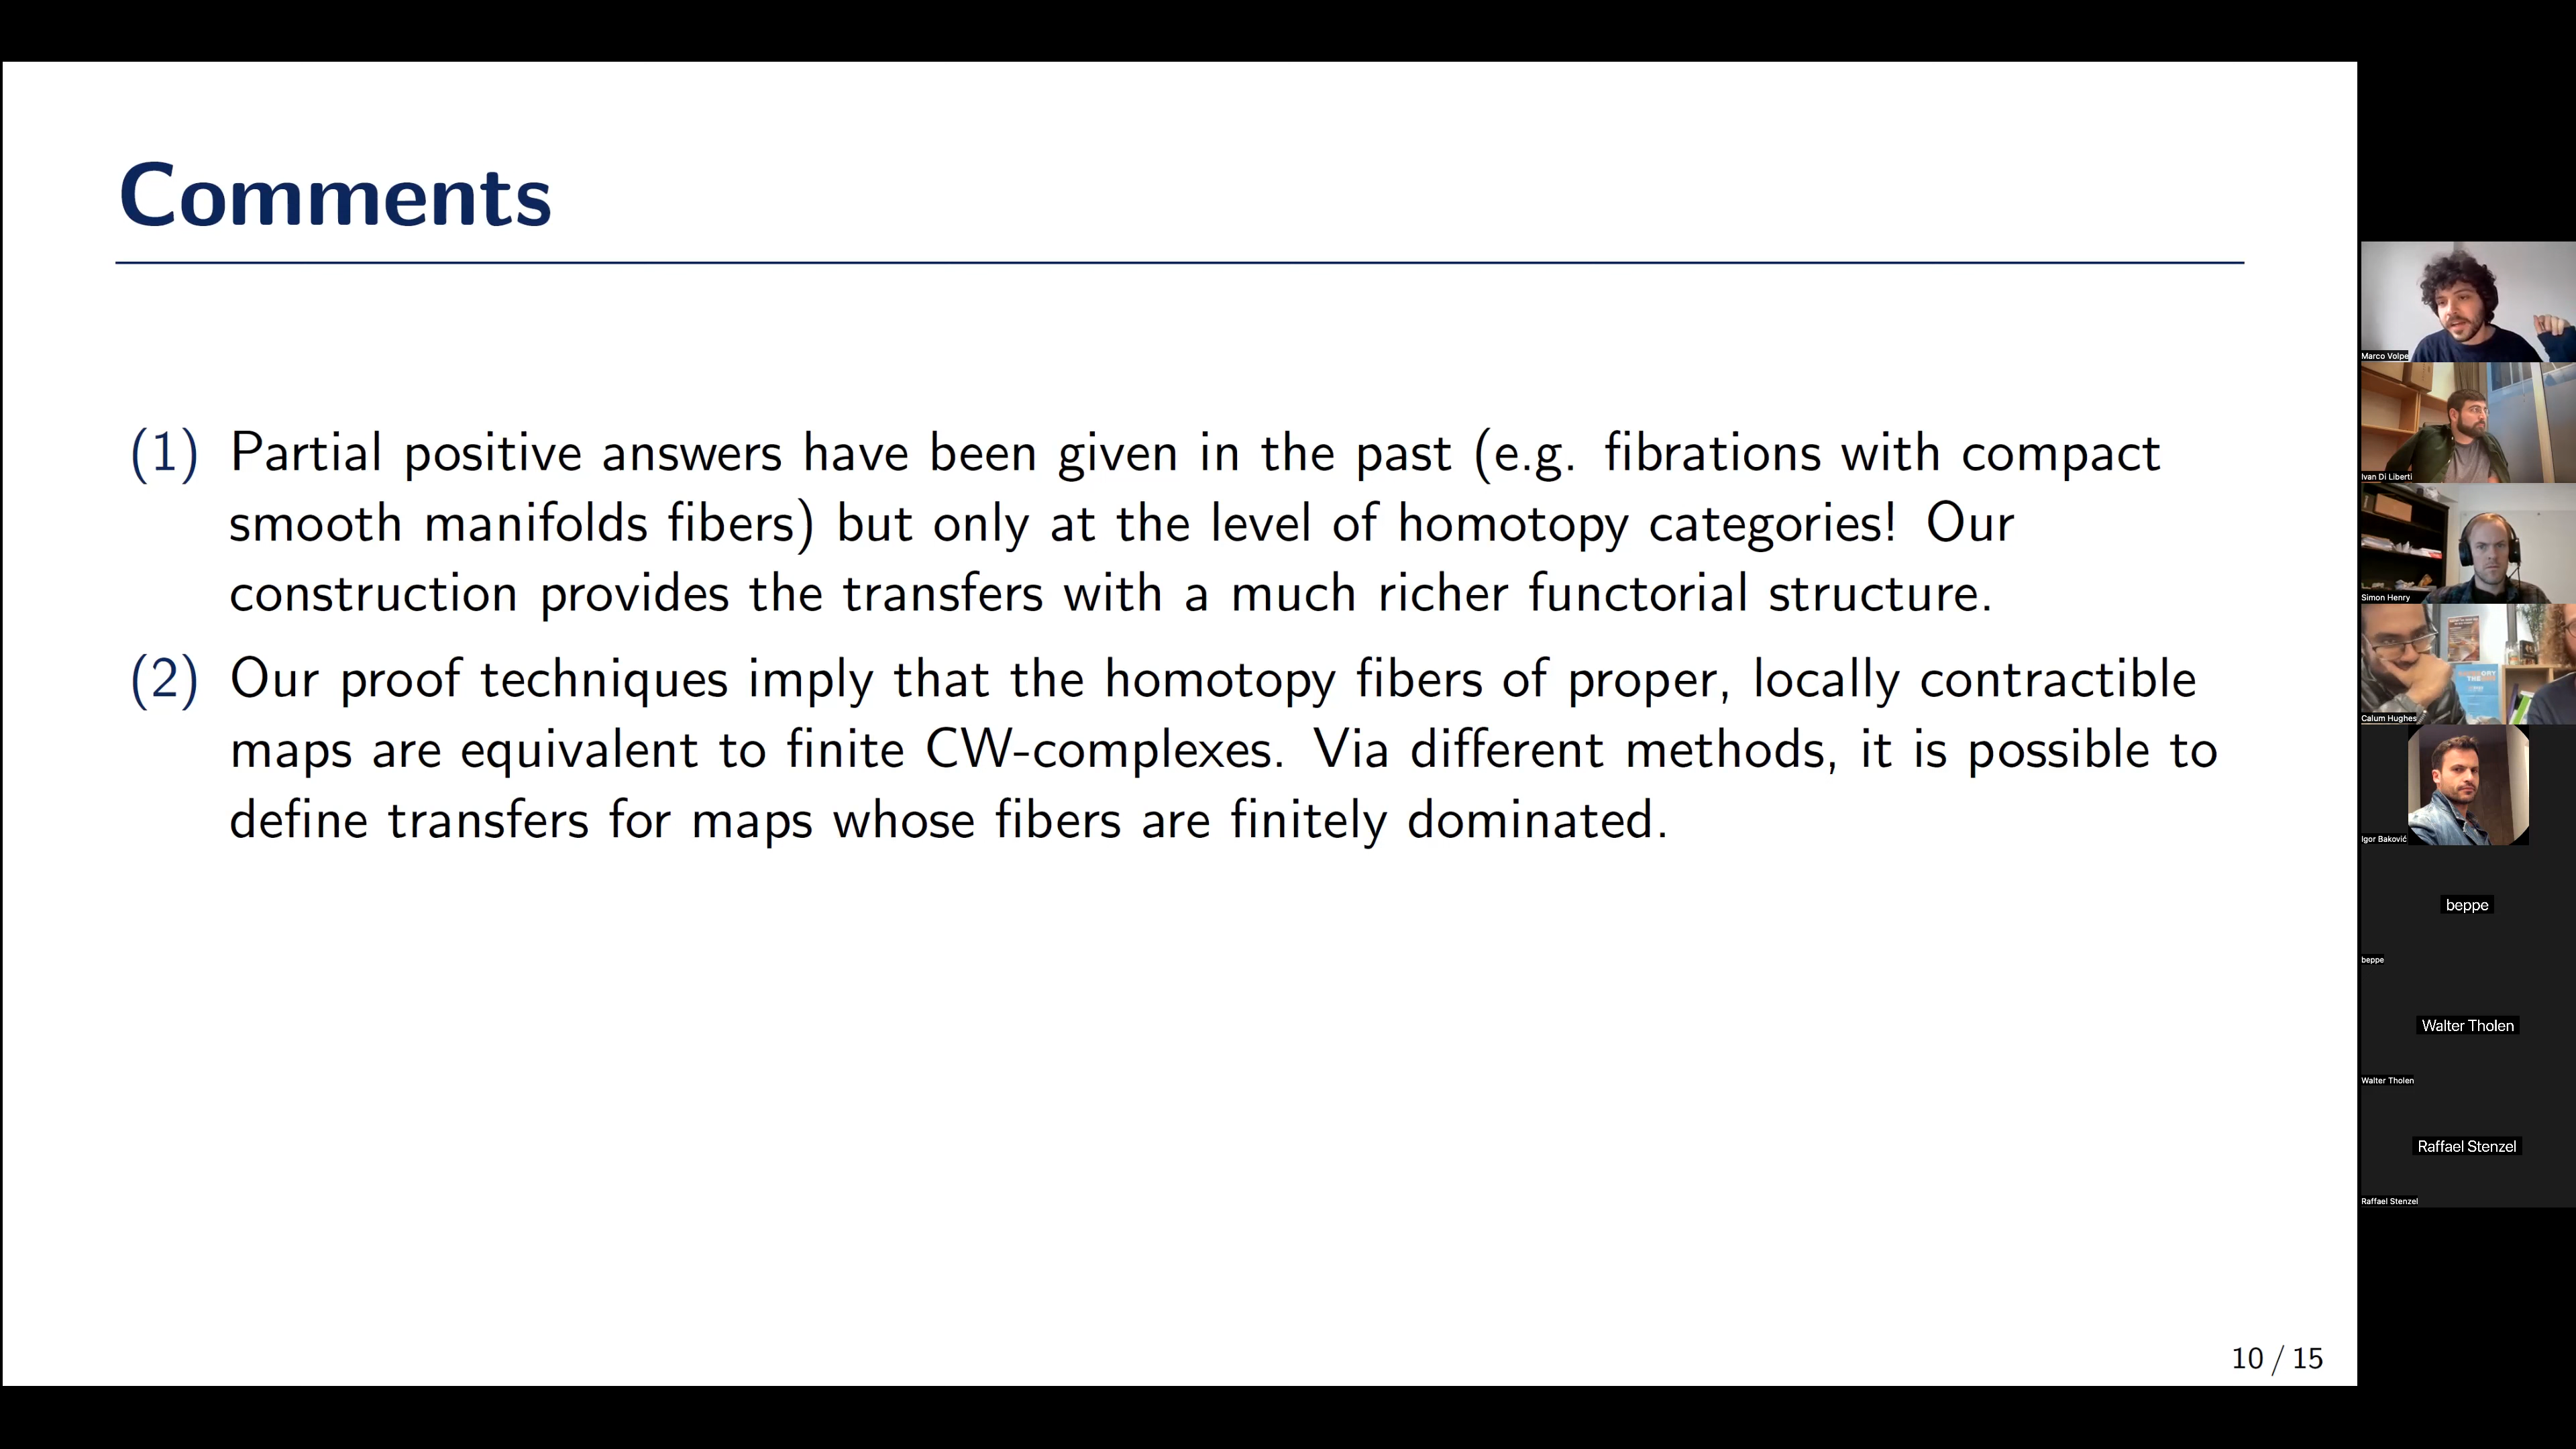 Comments
(1) Partial positive answers have been given in the past (e.g. fibrations with compact
smooth manifolds fibers) but only at the level of homotopy categories! Our
construction provides the transfers with a much richer functorial structure.
(2) Our proof techniques imply that the homotopy fibers of proper, locally contractible
maps are equivalent to finite CW-complexes. Via different methods, it is possible to
define transfers for maps whose fibers are finitely dominated.
10 / 15
Marco Volpe
Ivan Di Liberti
Simon Henry
Calum Hughes
Igor Baković
beppe
beppe
Walter Tholen
Walter Tholen
Raffael Stenzel
Raffael Stenzel